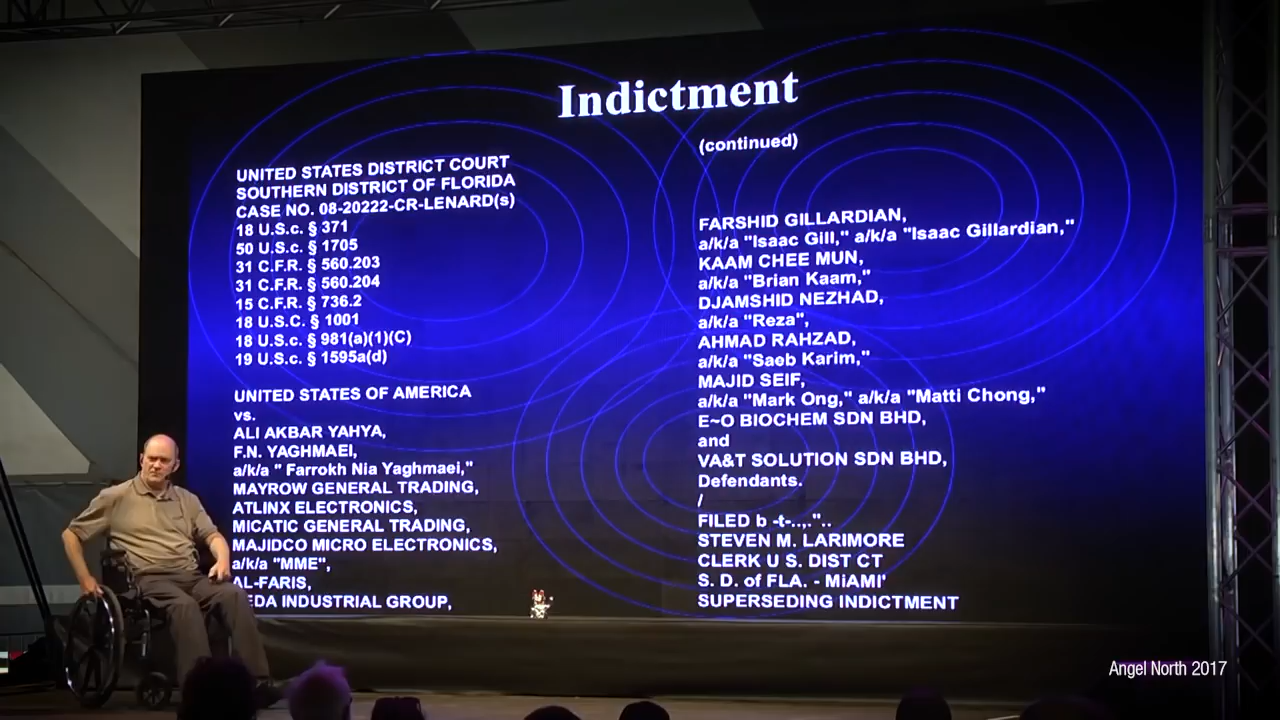 Indictment
UNITED STATES DISTRICT COURT
SOUTHERN DISTRICT OF FLORIDA
CASE NO. 08-20222-CR-LENARD(s)
18 U.S.c. § 371
50 U.S.c. § 1705
31 C.F.R. § 560.203
31 C.F.R. § 560.204
15 C.F.R. § 736.2
18 U.S.C. § 1001
18 U.S.c. § 981(a)(1)(C)
19 U.S.c. § 1595a(d)
UNITED STATES OF AMERICA
vs.
ALI AKBAR YAHYA,
F.N. YAGHMAEI,
a/k/a " Farrokh Nia Yaghmaei,"
MAYROW GENERAL TRADING,
ATLINX ELECTRONICS,
MICATIC GENERAL TRADING,
MAJIDCO MICRO ELECTRONICS,
a/k/a "MME",
AL-FARIS,
EDA INDUSTRIAL GROUP,
(continued)
FARSHID GILLARDIAN,
a/k/a "Isaac Gill," a/k/a "Isaac Gillardian,"
KAAM CHEE MUN,
a/k/a "Brian Kaam,"
DJAMSHID NEZHAD,
a/k/a "Reza",
AHMAD RAHZAD,
a/k/a "Saeb Karim,"
MAJID SEIF,
a/k/a "Mark Ong," a/k/a "Matti Chong,"
E~O BIOCHEM SDN BHD,
and
VA&T SOLUTION SDN BHD,
Defendants.
/
FILED b -t-..,."..
STEVEN M. LARIMORE
CLERK U S. DIST CT
S. D. of FLA. - MiAMI'
SUPERSEDING INDICTMENT
Angel North 2017